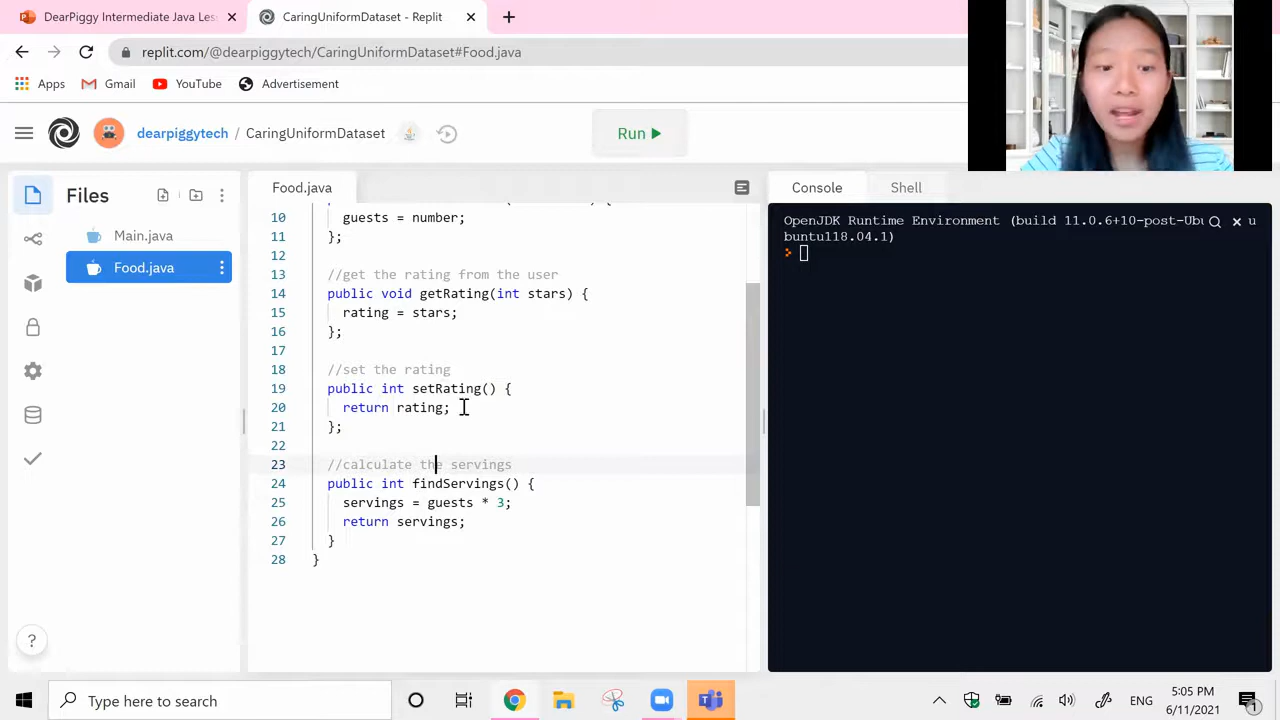 DearPiggy Intermediate Java Les
CaringUniformDataset - Replit
replit.com/@dearpiggytech/CaringUniformDataset#Food.java
Apps
Gmail
YouTube
Advertisement
dearpiggytech / CaringUniformDataset
Run
Files
Main.java
Food.java
Food.java
10 guests = number;
11 };
12
13 //get the rating from the user
14 public void getRating(int stars) {
15 rating = stars;
16 };
17
18 //set the rating
19 public int setRating() {
20 return rating;
21 };
22
23 //calculate the servings
24 public int findServings() {
25 servings = guests * 3;
26 return servings;
27 }
28 }
Console
Shell
OpenJDK Runtime Environment (build 11.0.6+10-post-Ubu u
buntu118.04.1)
>
?
Type here to search
ENG
5:05 PM
6/11/2021
1